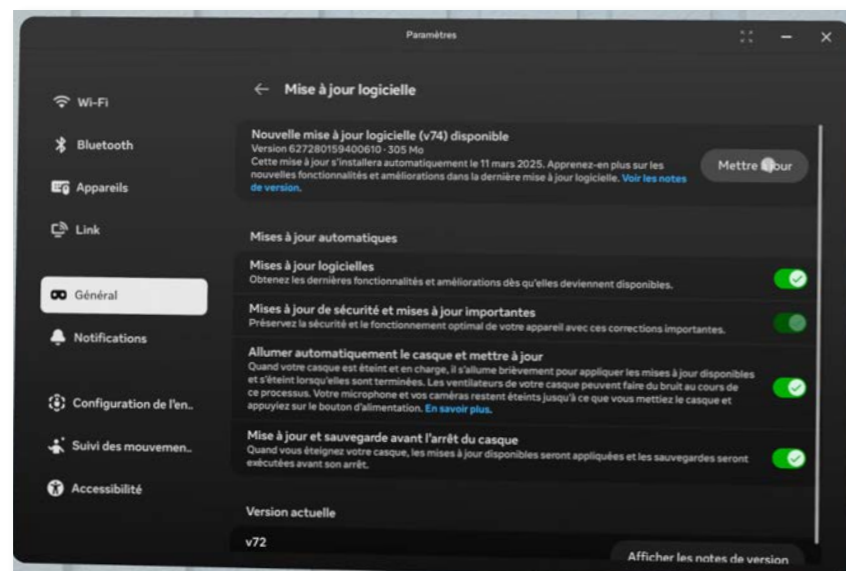 Paramètres
Wi-Fi
Bluetooth
Appareils
Link
Général
Notifications
Configuration de l'en..
Suivi des mouvemen..
Accessibilité
← Mise à jour logicielle
Nouvelle mise à jour logicielle (v74) disponible
Version 627280159400610 · 305 Mo
Cette mise à jour s'installera automatiquement le 11 mars 2025. Apprenez-en plus sur les
nouvelles fonctionnalités et améliorations dans la dernière mise à jour logicielle. Voir les notes
de version.
Mettre à jour
Mises à jour automatiques
Mises à jour logicielles
Obtenez les dernières fonctionnalités et améliorations dès qu'elles deviennent disponibles.
Mises à jour de sécurité et mises à jour importantes
Préservez la sécurité et le fonctionnement optimal de votre appareil avec ces corrections importantes.
Allumer automatiquement le casque et mettre à jour
Quand votre casque est éteint et en charge, il s'allume brièvement pour appliquer les mises à jour disponibles
et s'éteint lorsqu'elles sont terminées. Les ventilateurs de votre casque peuvent faire du bruit au cours de
ce processus. Votre microphone et vos caméras restent éteints jusqu'à ce que vous mettiez le casque et
appuyiez sur le bouton d'alimentation. En savoir plus.
Mise à jour et sauvegarde avant l'arrêt du casque
Quand vous éteignez votre casque, les mises à jour disponibles seront appliquées et les sauvegardes seront
exécutées avant son arrêt.
Version actuelle
v72
Afficher les notes de version